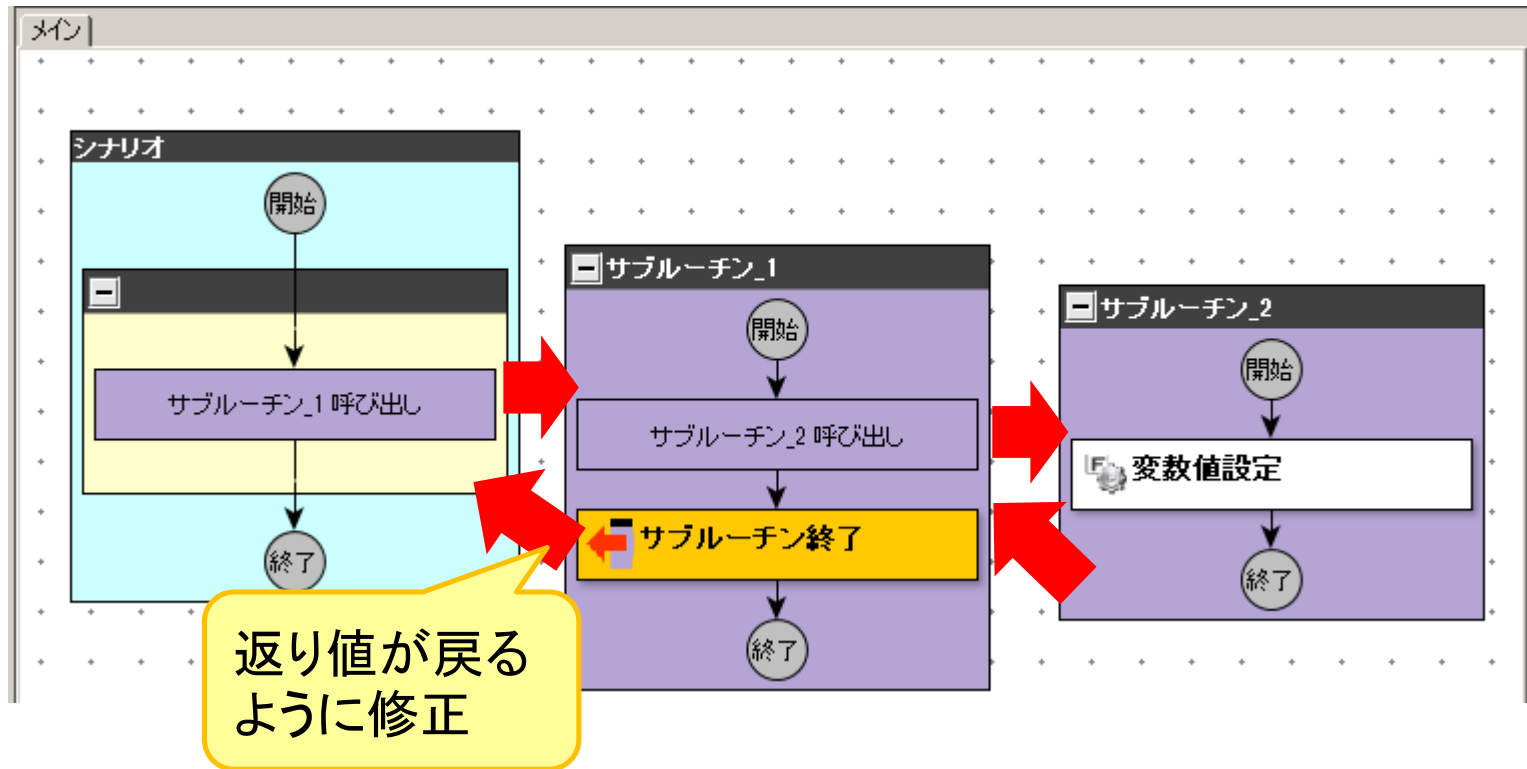 メイン
シナリオ
開始
サブルーチン_1 呼び出し
終了
サブルーチン_1
開始
サブルーチン_2 呼び出し
サブルーチン終了
終了
サブルーチン_2
開始
変数値設定
終了
返り値が戻る
ように修正